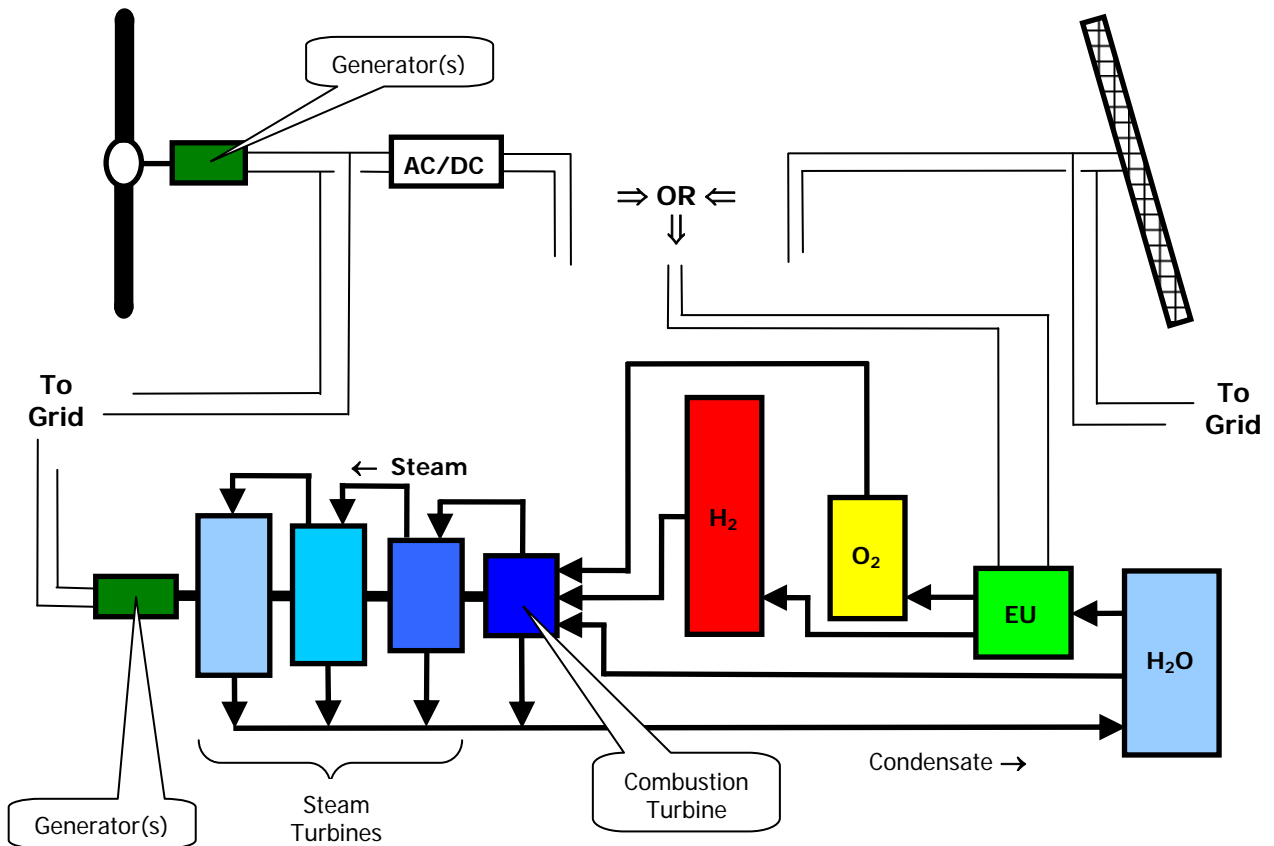 Generator(s)
AC/DC
⇒ OR ⇐
⇓
To
Grid
To
Grid
← Steam
H₂
O₂
EU
H₂O
Condensate →
Combustion
Turbine
Steam
Turbines
Generator(s)